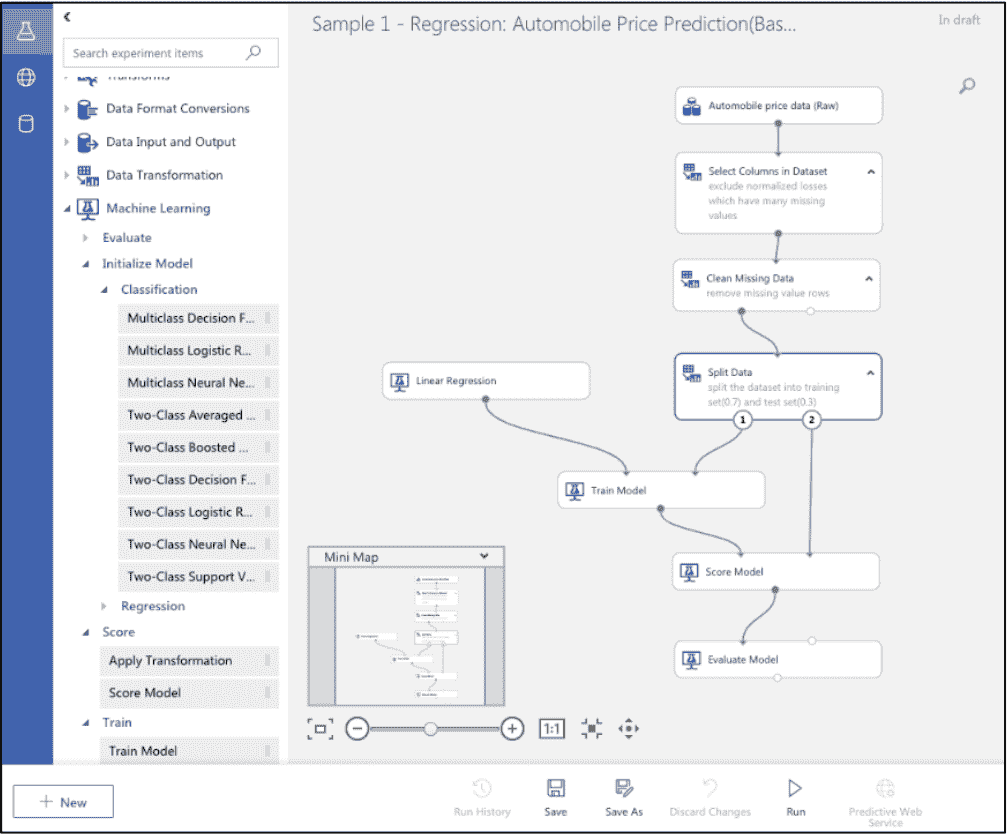 Sample 1 - Regression: Automobile Price Prediction(Bas...
In draft
Search experiment items
Transforms
Data Format Conversions
Data Input and Output
Data Transformation
Machine Learning
Evaluate
Initialize Model
Classification
Multiclass Decision F...
Multiclass Logistic R...
Multiclass Neural Ne...
Two-Class Averaged ...
Two-Class Boosted ...
Two-Class Decision F...
Two-Class Logistic R...
Two-Class Neural Ne...
Two-Class Support V...
Regression
Score
Apply Transformation
Score Model
Train
Train Model
Automobile price data (Raw)
Select Columns in Dataset
exclude normalized losses
which have many missing
values
Clean Missing Data
remove missing value rows
Split Data
split the dataset into training
set(0.7) and test set(0.3)
1
2
Linear Regression
Train Model
Score Model
Evaluate Model
Mini Map
1:1
+ New
Run History
Save
Save As
Discard Changes
Run
Predictive Web
Service